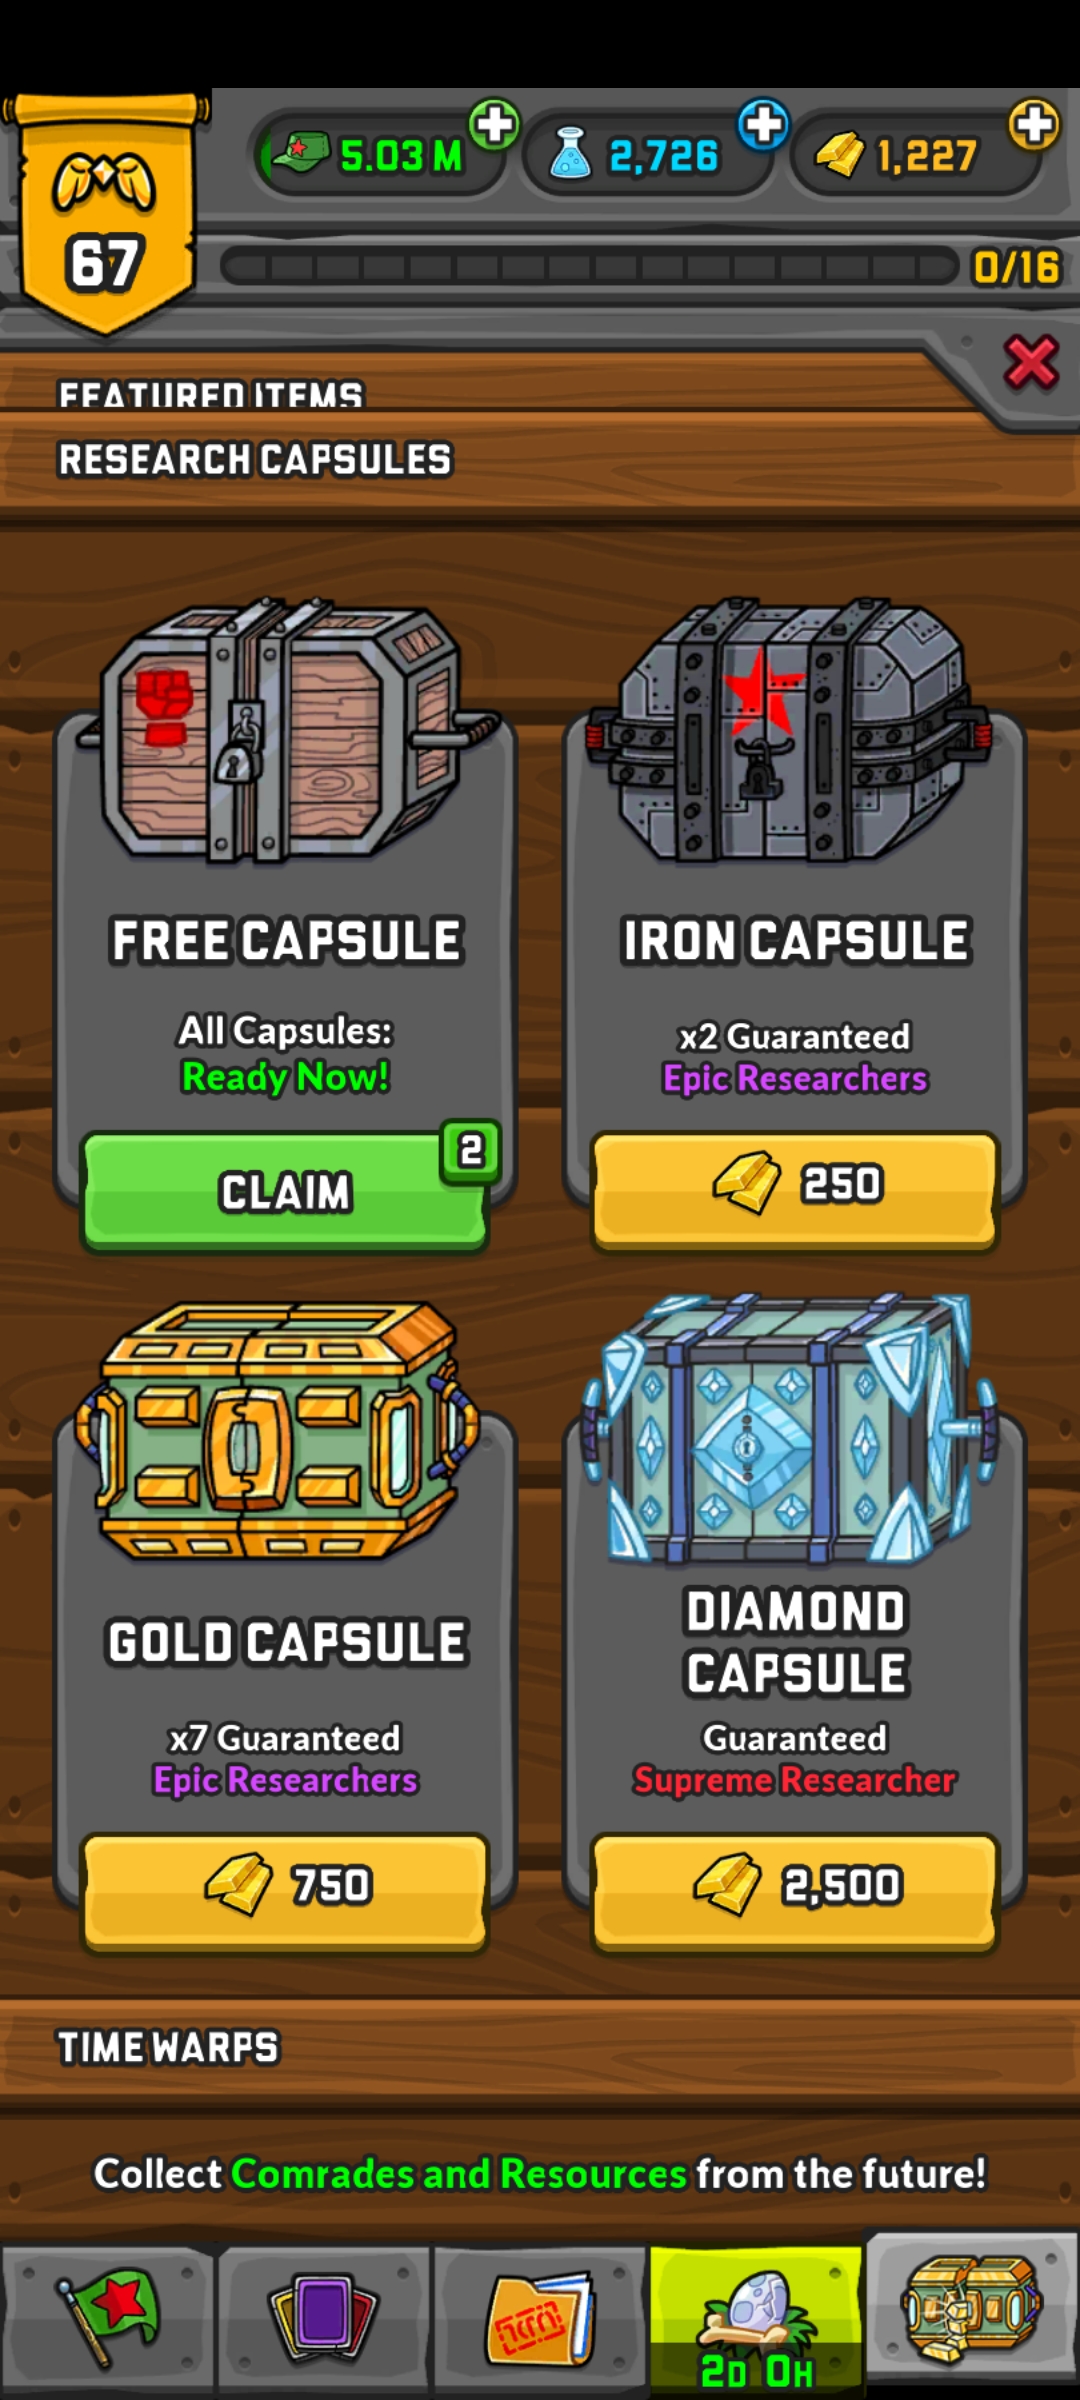 5.03 M
2,726
1,227
67
0/16
FEATURED ITEMS
RESEARCH CAPSULES
FREE CAPSULE
All Capsules:
Ready Now!
2
CLAIM
IRON CAPSULE
x2 Guaranteed
Epic Researchers
250
GOLD CAPSULE
x7 Guaranteed
Epic Researchers
750
DIAMOND
CAPSULE
Guaranteed
Supreme Researcher
2,500
TIME WARPS
Collect Comrades and Resources from the future!
2D 0H